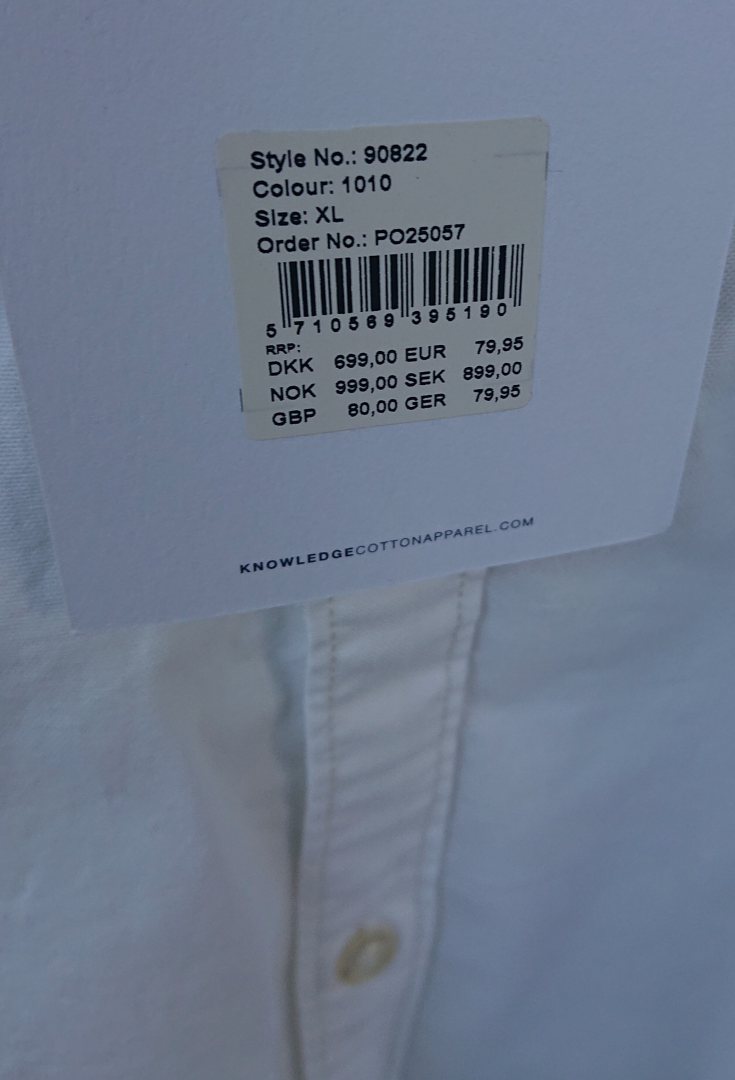 Style No.: 90822
Colour: 1010
Size: XL
Order No.: PO25057
5 710569 395190
RRP:
DKK 699,00 EUR 79,95
NOK 999,00 SEK 899,00
GBP 80,00 GER 79,95
KNOWLEDGECOTTONAPPAREL.COM